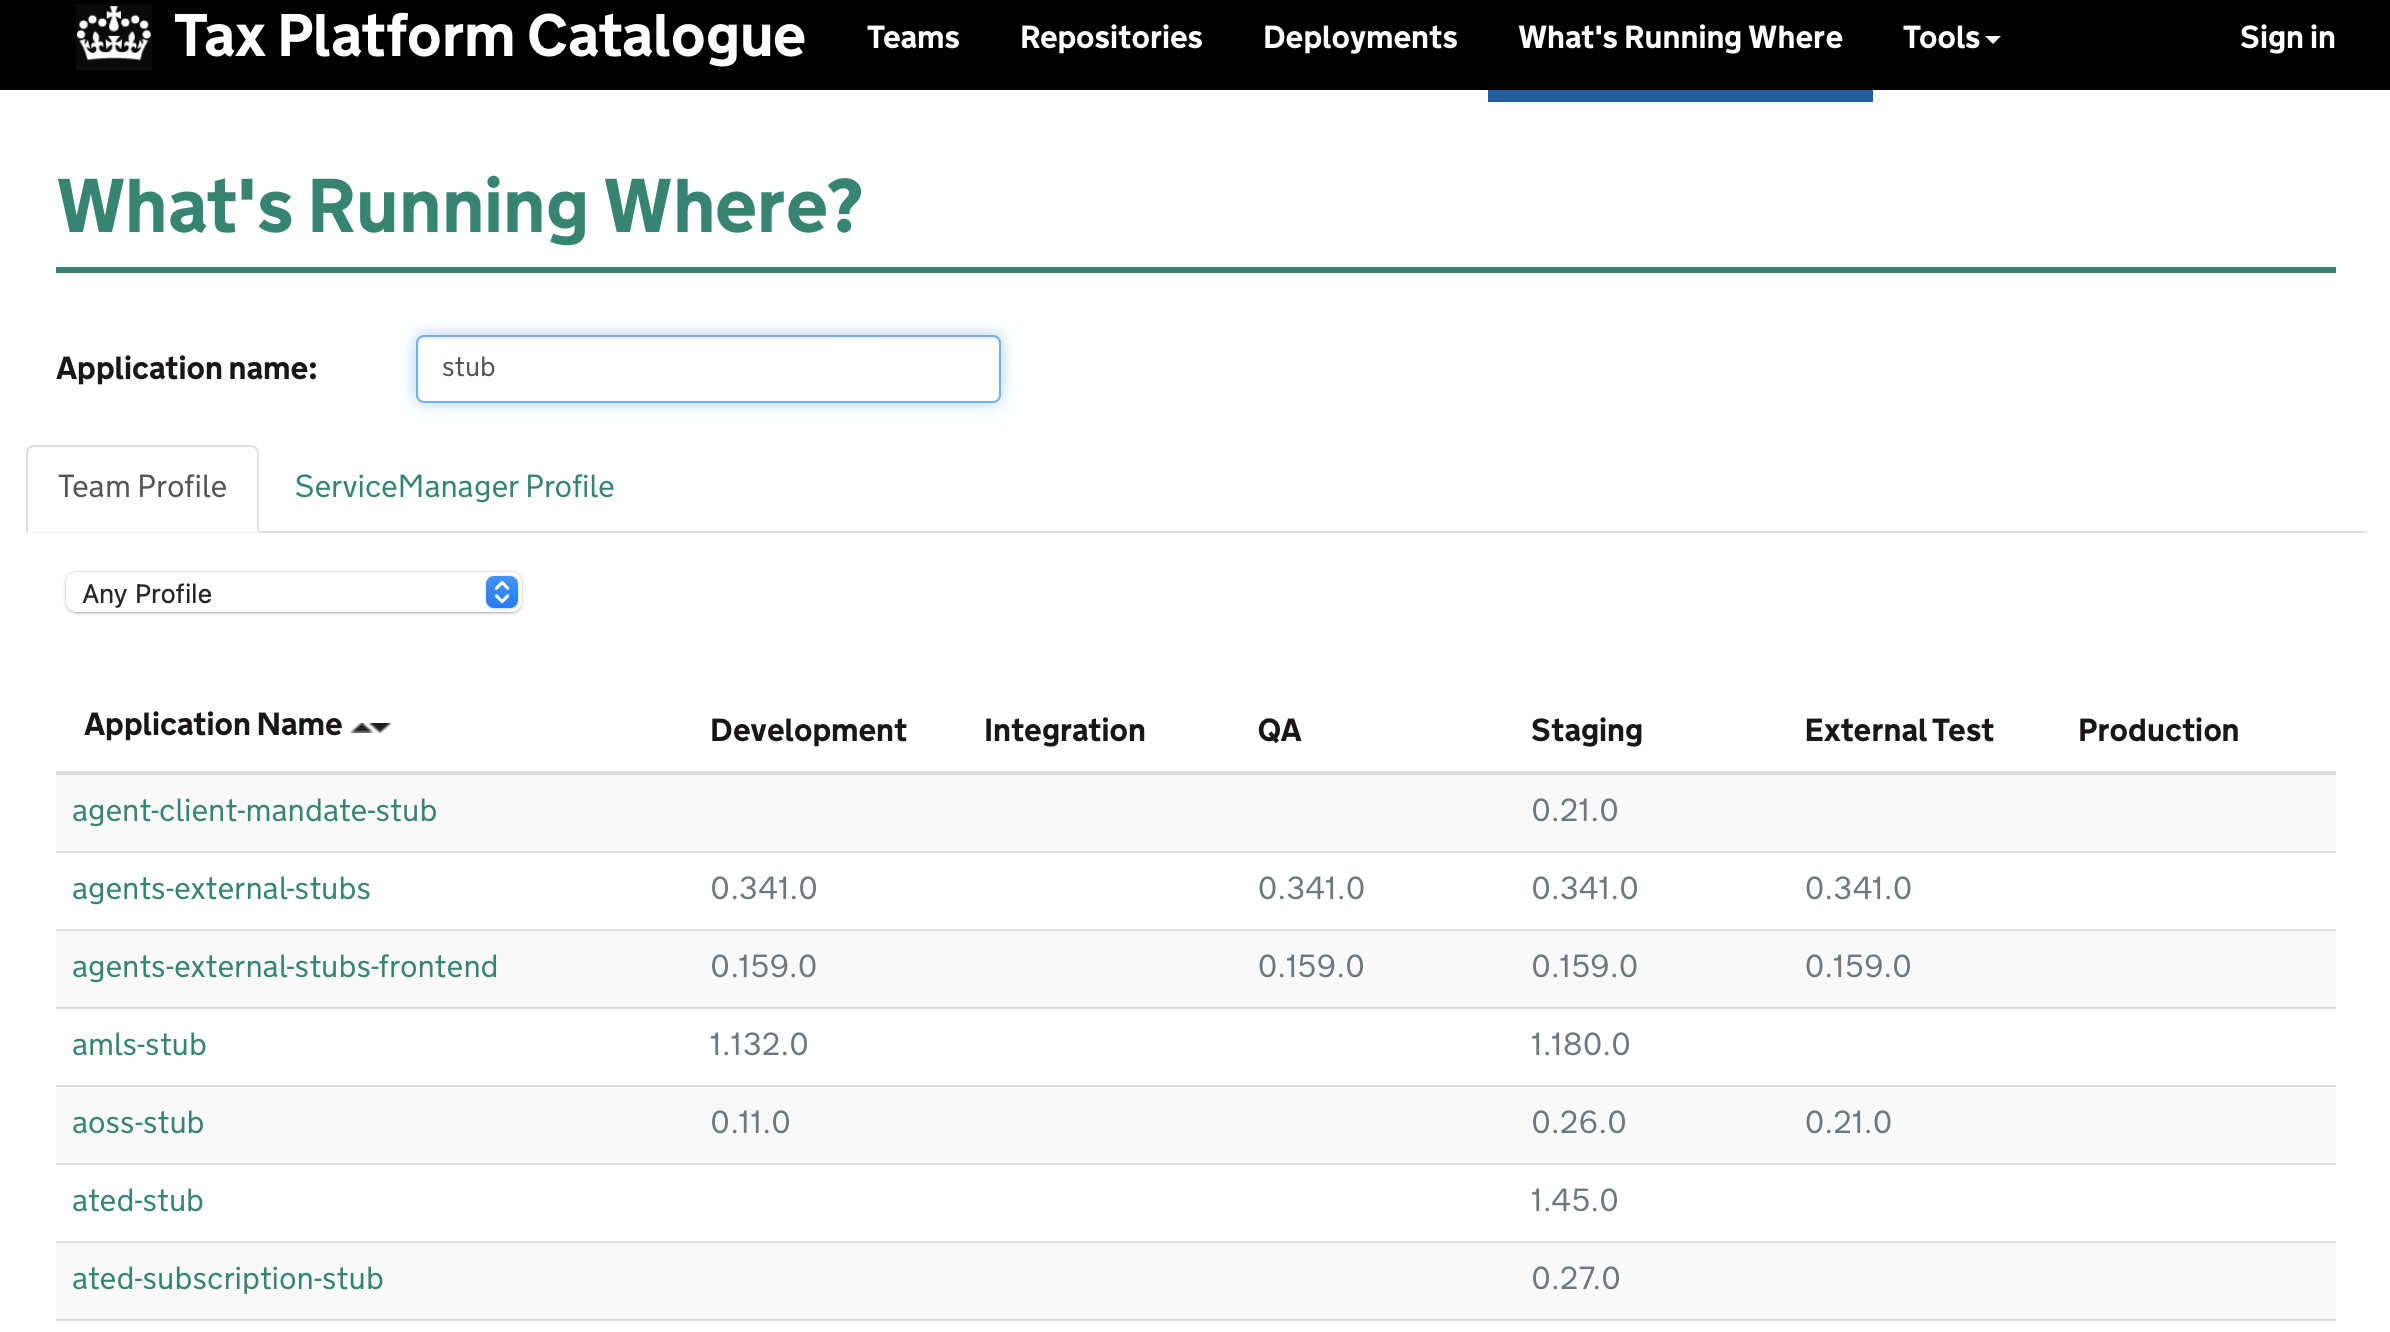 Tax Platform Catalogue Teams Repositories Deployments What's Running Where Tools Sign in
What's Running Where?
Application name: stub
Team Profile ServiceManager Profile
Any Profile
Application Name Development Integration QA Staging External Test Production
agent-client-mandate-stub 0.21.0
agents-external-stubs 0.341.0 0.341.0 0.341.0 0.341.0
agents-external-stubs-frontend 0.159.0 0.159.0 0.159.0 0.159.0
amls-stub 1.132.0 1.180.0
aoss-stub 0.11.0 0.26.0 0.21.0
ated-stub 1.45.0
ated-subscription-stub 0.27.0